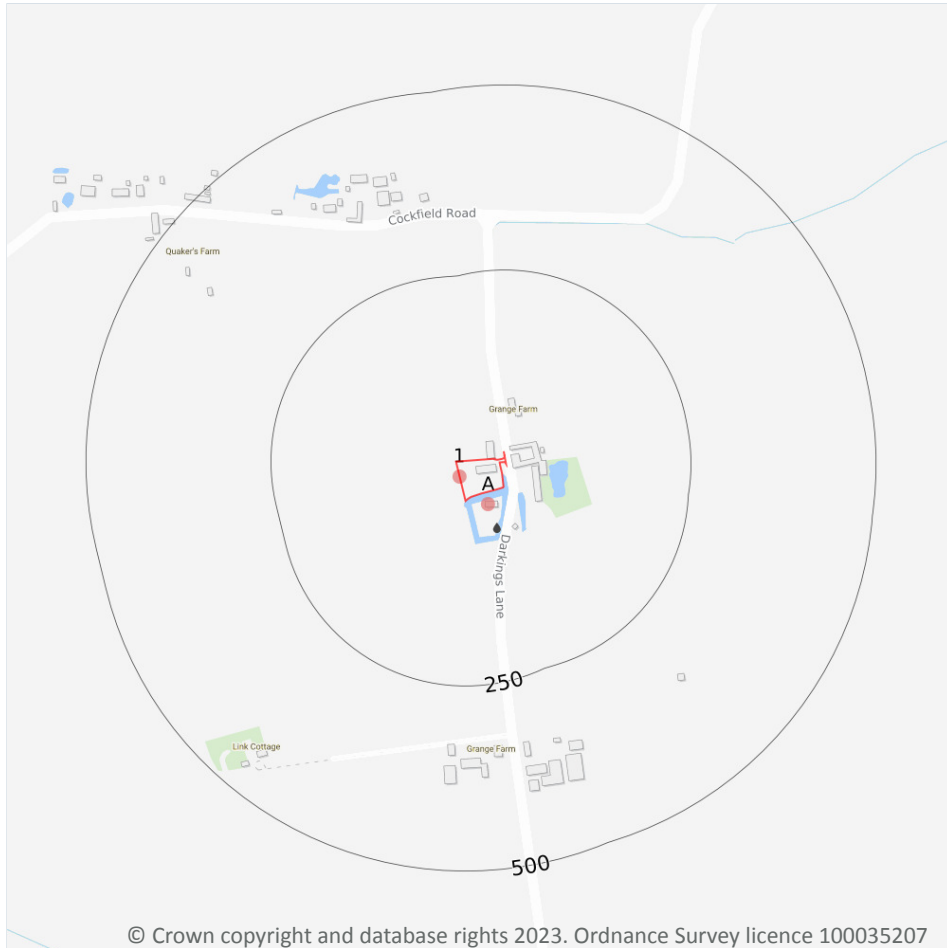 Cockfield Road
Quaker's Farm
Grange Farm
1
A
Darkings Lane
250
Link Cottage
Grange Farm
500
© Crown copyright and database rights 2023. Ordnance Survey licence 100035207